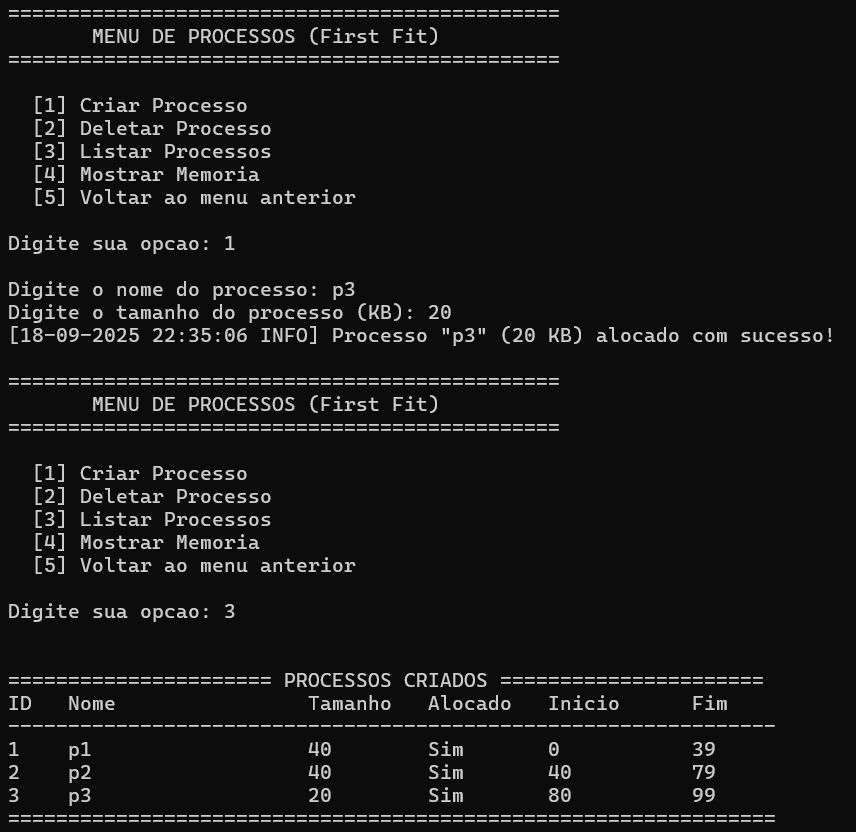 ==============================================
       MENU DE PROCESSOS (First Fit)
==============================================
  [1] Criar Processo
  [2] Deletar Processo
  [3] Listar Processos
  [4] Mostrar Memoria
  [5] Voltar ao menu anterior
Digite sua opcao: 1
Digite o nome do processo: p3
Digite o tamanho do processo (KB): 20
[18-09-2025 22:35:06 INFO] Processo "p3" (20 KB) alocado com sucesso!
==============================================
       MENU DE PROCESSOS (First Fit)
==============================================
  [1] Criar Processo
  [2] Deletar Processo
  [3] Listar Processos
  [4] Mostrar Memoria
  [5] Voltar ao menu anterior
Digite sua opcao: 3
====================== PROCESSOS CRIADOS ======================
ID   Nome                Tamanho   Alocado   Inicio      Fim
----------------------------------------------------------------
1    p1                  40        Sim       0           39
2    p2                  40        Sim       40          79
3    p3                  20        Sim       80          99
================================================================